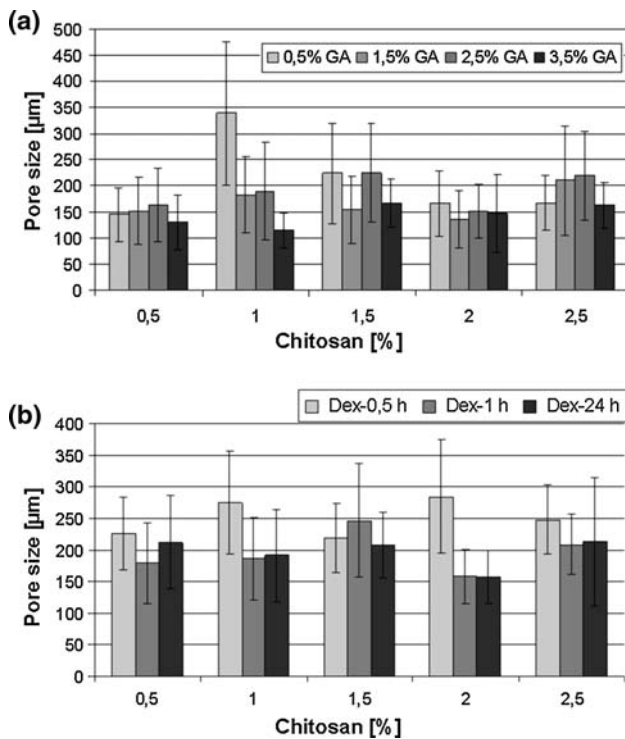 (a)
500
450
400
350
300
250
200
150
100
50
0
Pore size [µm]
0,5% GA 1,5% GA 2,5% GA 3,5% GA
0,5 1 1,5 2 2,5
Chitosan [%]
(b)
400
350
300
250
200
150
100
50
0
Pore size [µm]
Dex-0,5 h Dex-1 h Dex-24 h
0,5 1 1,5 2 2,5
Chitosan [%]